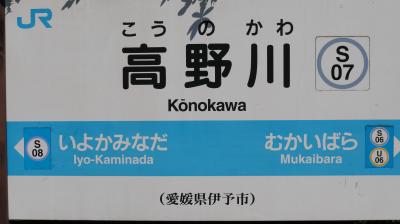 JR
こうの かわ
高野川
S
07
Kōnokawa
S
08
いよかみなだ
Iyo-Kaminada
むかいばら
Mukaibara
S
06
U
06
（愛媛県伊予市）